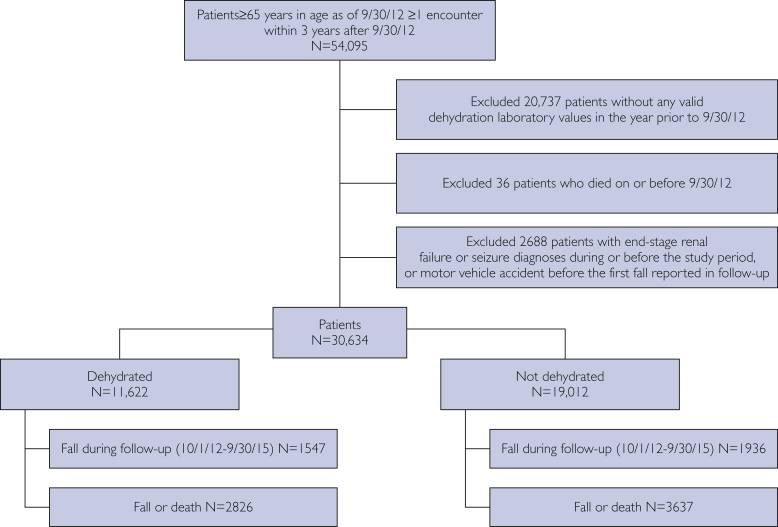 Patients≥65 years in age as of 9/30/12 ≥1 encounter
within 3 years after 9/30/12
N=54,095
Excluded 20,737 patients without any valid
dehydration laboratory values in the year prior to 9/30/12
Excluded 36 patients who died on or before 9/30/12
Excluded 2688 patients with end-stage renal
failure or seizure diagnoses during or before the study period,
or motor vehicle accident before the first fall reported in follow-up
Patients
N=30,634
Dehydrated
N=11,622
Fall during follow-up (10/1/12-9/30/15) N=1547
Fall or death N=2826
Not dehydrated
N=19,012
Fall during follow-up (10/1/12-9/30/15) N=1936
Fall or death N=3637